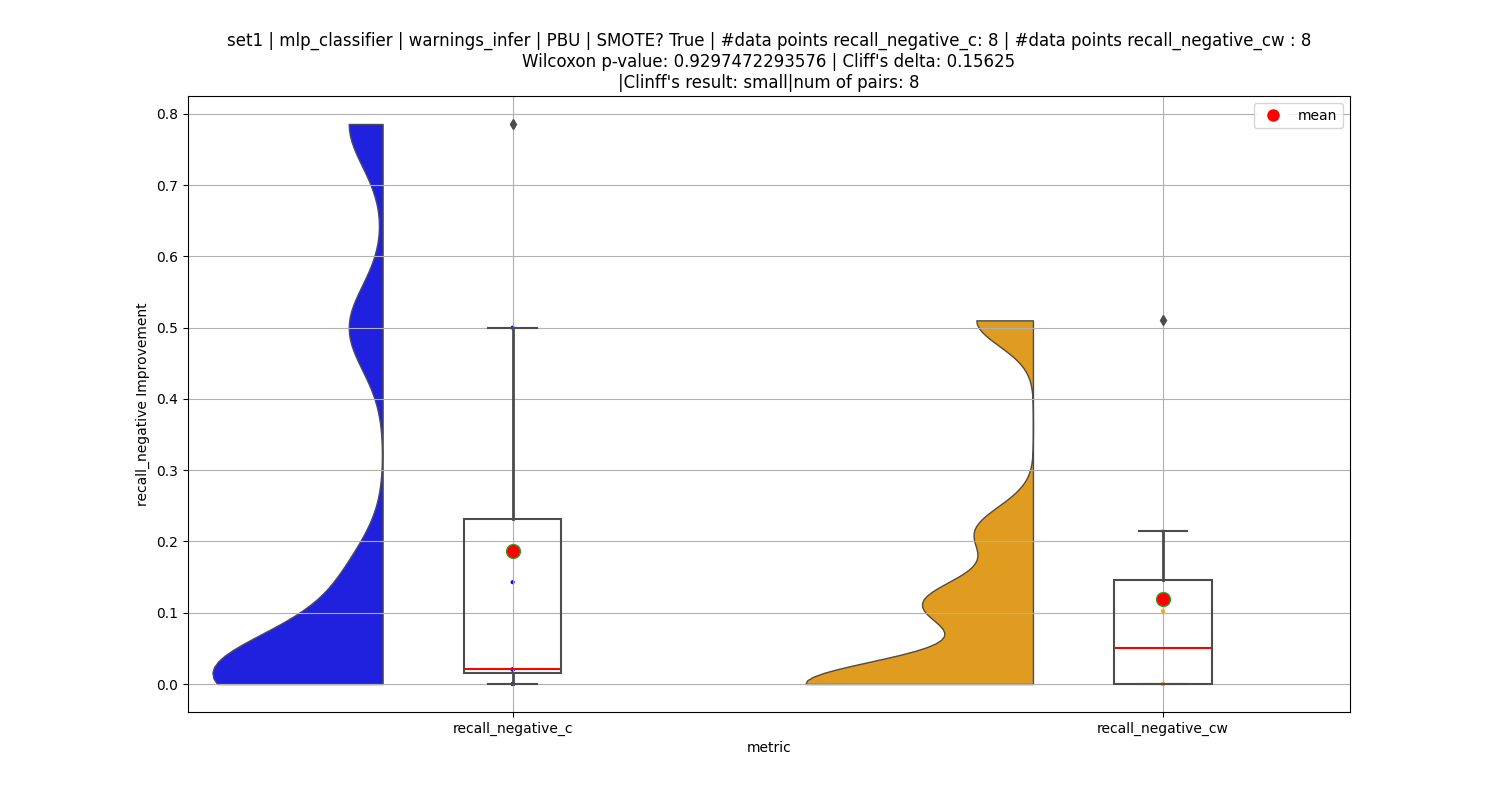 set1 | mlp_classifier | warnings_infer | PBU | SMOTE? True | #data points recall_negative_c: 8 | #data points recall_negative_cw : 8
Wilcoxon p-value: 0.9297472293576 | Cliff's delta: 0.15625
|Clinff's result: small|num of pairs: 8
mean
0.8
0.7
0.6
0.5
0.4
0.3
0.2
0.1
0.0
recall_negative Improvement
recall_negative_c
recall_negative_cw
metric